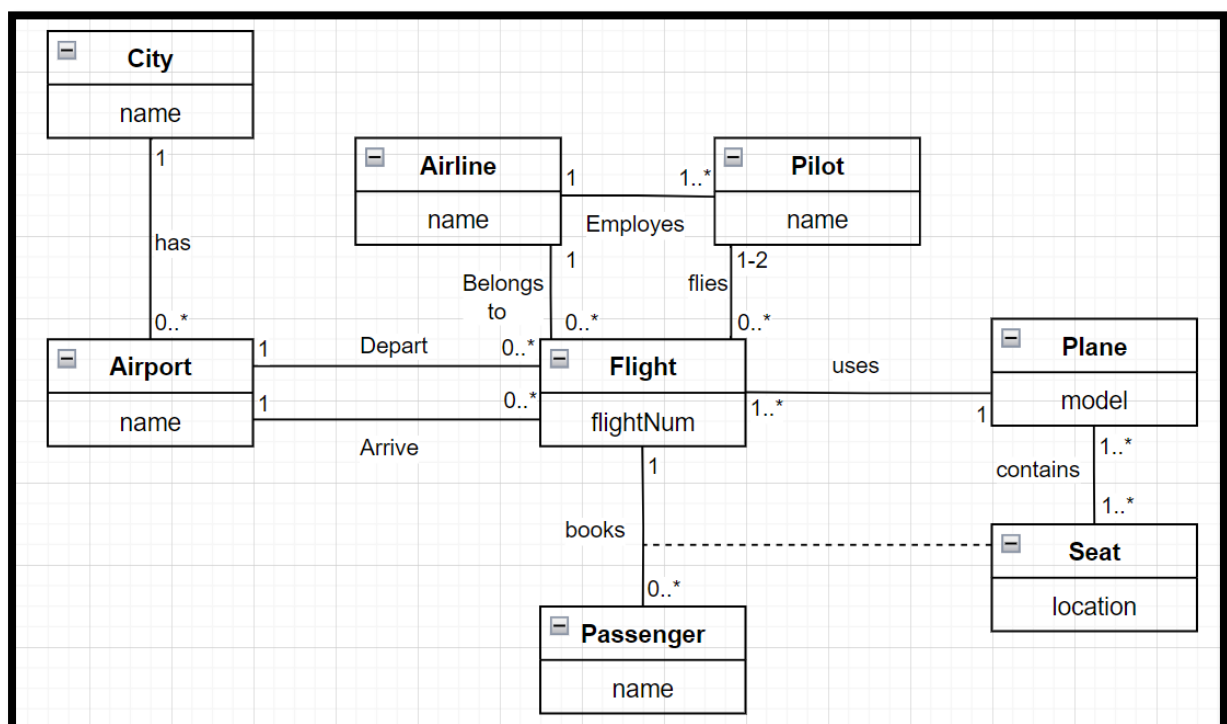 City
name
1
has
0..*
Airline
name
1
Employes
1..*
Pilot
name
1
Belongs
to
0..*
1-2
flies
0..*
Airport
name
1
Depart
0..*
1
Arrive
0..*
Flight
flightNum
1..*
uses
1
Plane
model
1..*
contains
1..*
Seat
location
1
books
0..*
Passenger
name